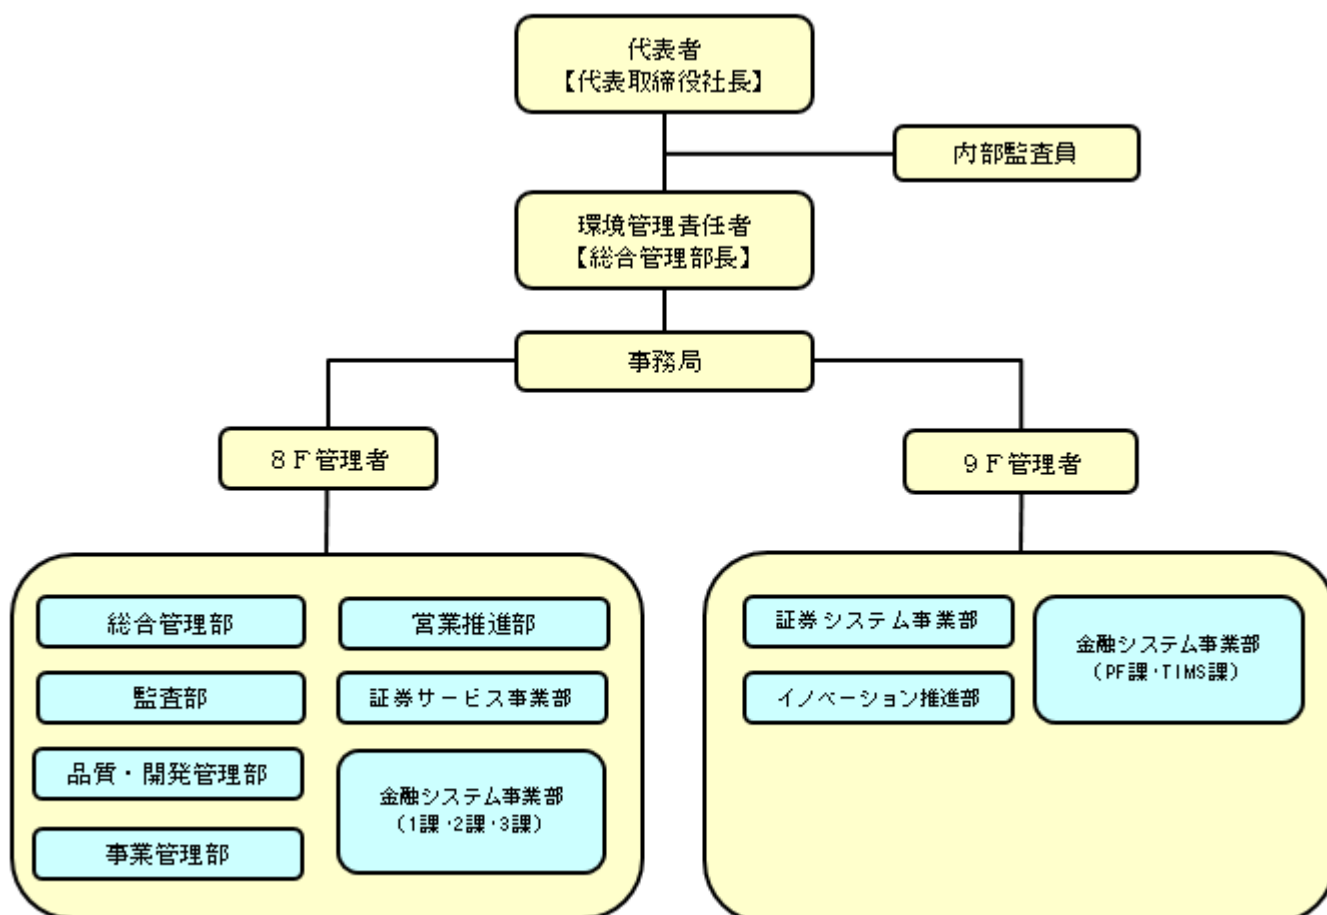 代表者
【代表取締役社長】
内部監査員
環境管理責任者
【総合管理部長】
事務局
８Ｆ管理者
９Ｆ管理者
総合管理部
営業推進部
監査部
証券サービス事業部
品質・開発管理部
金融システム事業部
(1課・2課・3課)
事業管理部
証券システム事業部
金融システム事業部
(PF課・TIMS課)
イノベーション推進部